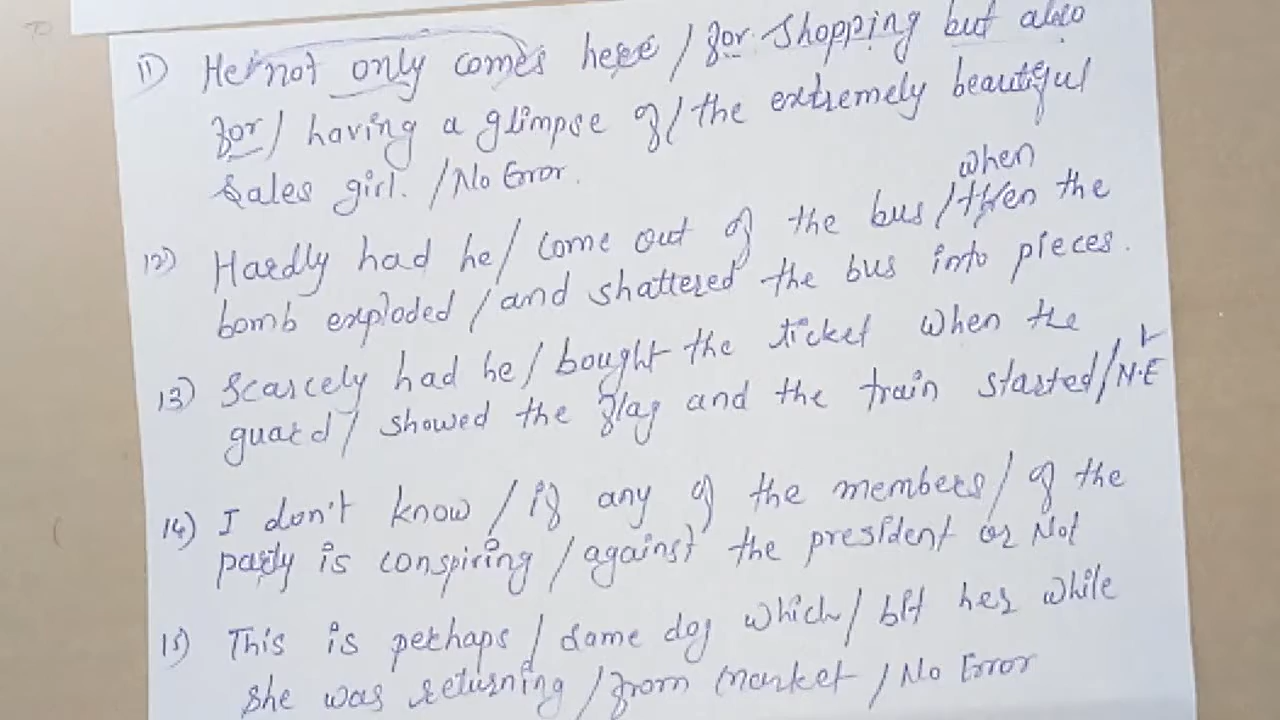 11) He not only comes here / for shopping but also
for / having a glimpse of / the extremely beautiful
sales girl. / No Error.
when
12) Hardly had he / come out of the bus / then the
bomb exploded / and shattered the bus into pieces.
13) Scarcely had he / bought the ticket when the
guard / showed the flag and the train started / N.E
14) I don't know / if any of the members / of the
party is conspiring / against the president or Not
15) This is perhaps / same dog which / bit her while
she was returning / from market / No Error